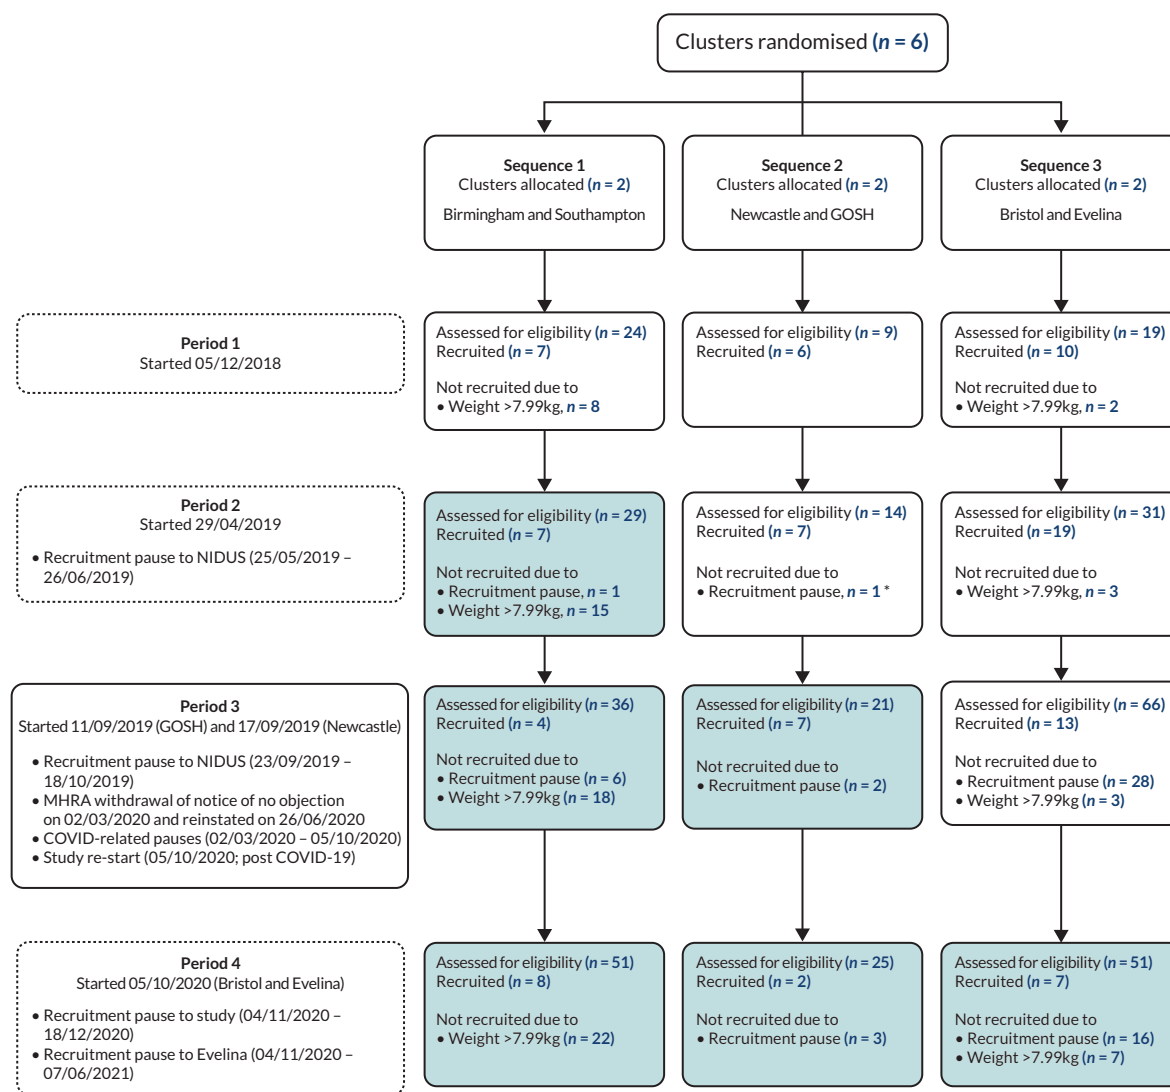 Clusters randomised (n = 6)
Sequence 1
Clusters allocated (n = 2)
Birmingham and Southampton
Sequence 2
Clusters allocated (n = 2)
Newcastle and GOSH
Sequence 3
Clusters allocated (n = 2)
Bristol and Evelina
Period 1
Started 05/12/2018
Assessed for eligibility (n = 24)
Recruited (n = 7)
Not recruited due to
• Weight >7.99kg, n = 8
Assessed for eligibility (n = 9)
Recruited (n = 6)
Assessed for eligibility (n = 19)
Recruited (n = 10)
Not recruited due to
• Weight >7.99kg, n = 2
Period 2
Started 29/04/2019
• Recruitment pause to NIDUS (25/05/2019 –
26/06/2019)
Assessed for eligibility (n = 29)
Recruited (n = 7)
Not recruited due to
• Recruitment pause, n = 1
• Weight >7.99kg, n = 15
Assessed for eligibility (n = 14)
Recruited (n = 7)
Not recruited due to
• Recruitment pause, n = 1 *
Assessed for eligibility (n = 31)
Recruited (n =19)
Not recruited due to
• Weight >7.99kg, n = 3
Period 3
Started 11/09/2019 (GOSH) and 17/09/2019 (Newcastle)
• Recruitment pause to NIDUS (23/09/2019 –
18/10/2019)
• MHRA withdrawal of notice of no objection
on 02/03/2020 and reinstated on 26/06/2020
• COVID-related pauses (02/03/2020 – 05/10/2020)
• Study re-start (05/10/2020; post COVID-19)
Assessed for eligibility (n = 36)
Recruited (n = 4)
Not recruited due to
• Recruitment pause (n = 6)
• Weight >7.99kg (n = 18)
Assessed for eligibility (n = 21)
Recruited (n = 7)
Not recruited due to
• Recruitment pause (n = 2)
Assessed for eligibility (n = 66)
Recruited (n = 13)
Not recruited due to
• Recruitment pause (n = 28)
• Weight >7.99kg (n = 3)
Period 4
Started 05/10/2020 (Bristol and Evelina)
• Recruitment pause to study (04/11/2020 –
18/12/2020)
• Recruitment pause to Evelina (04/11/2020 –
07/06/2021)
Assessed for eligibility (n = 51)
Recruited (n = 8)
Not recruited due to
• Weight >7.99kg (n = 22)
Assessed for eligibility (n = 25)
Recruited (n = 2)
Not recruited due to
• Recruitment pause (n = 3)
Assessed for eligibility (n = 51)
Recruited (n = 7)
Not recruited due to
• Recruitment pause (n = 16)
• Weight >7.99kg (n = 7)